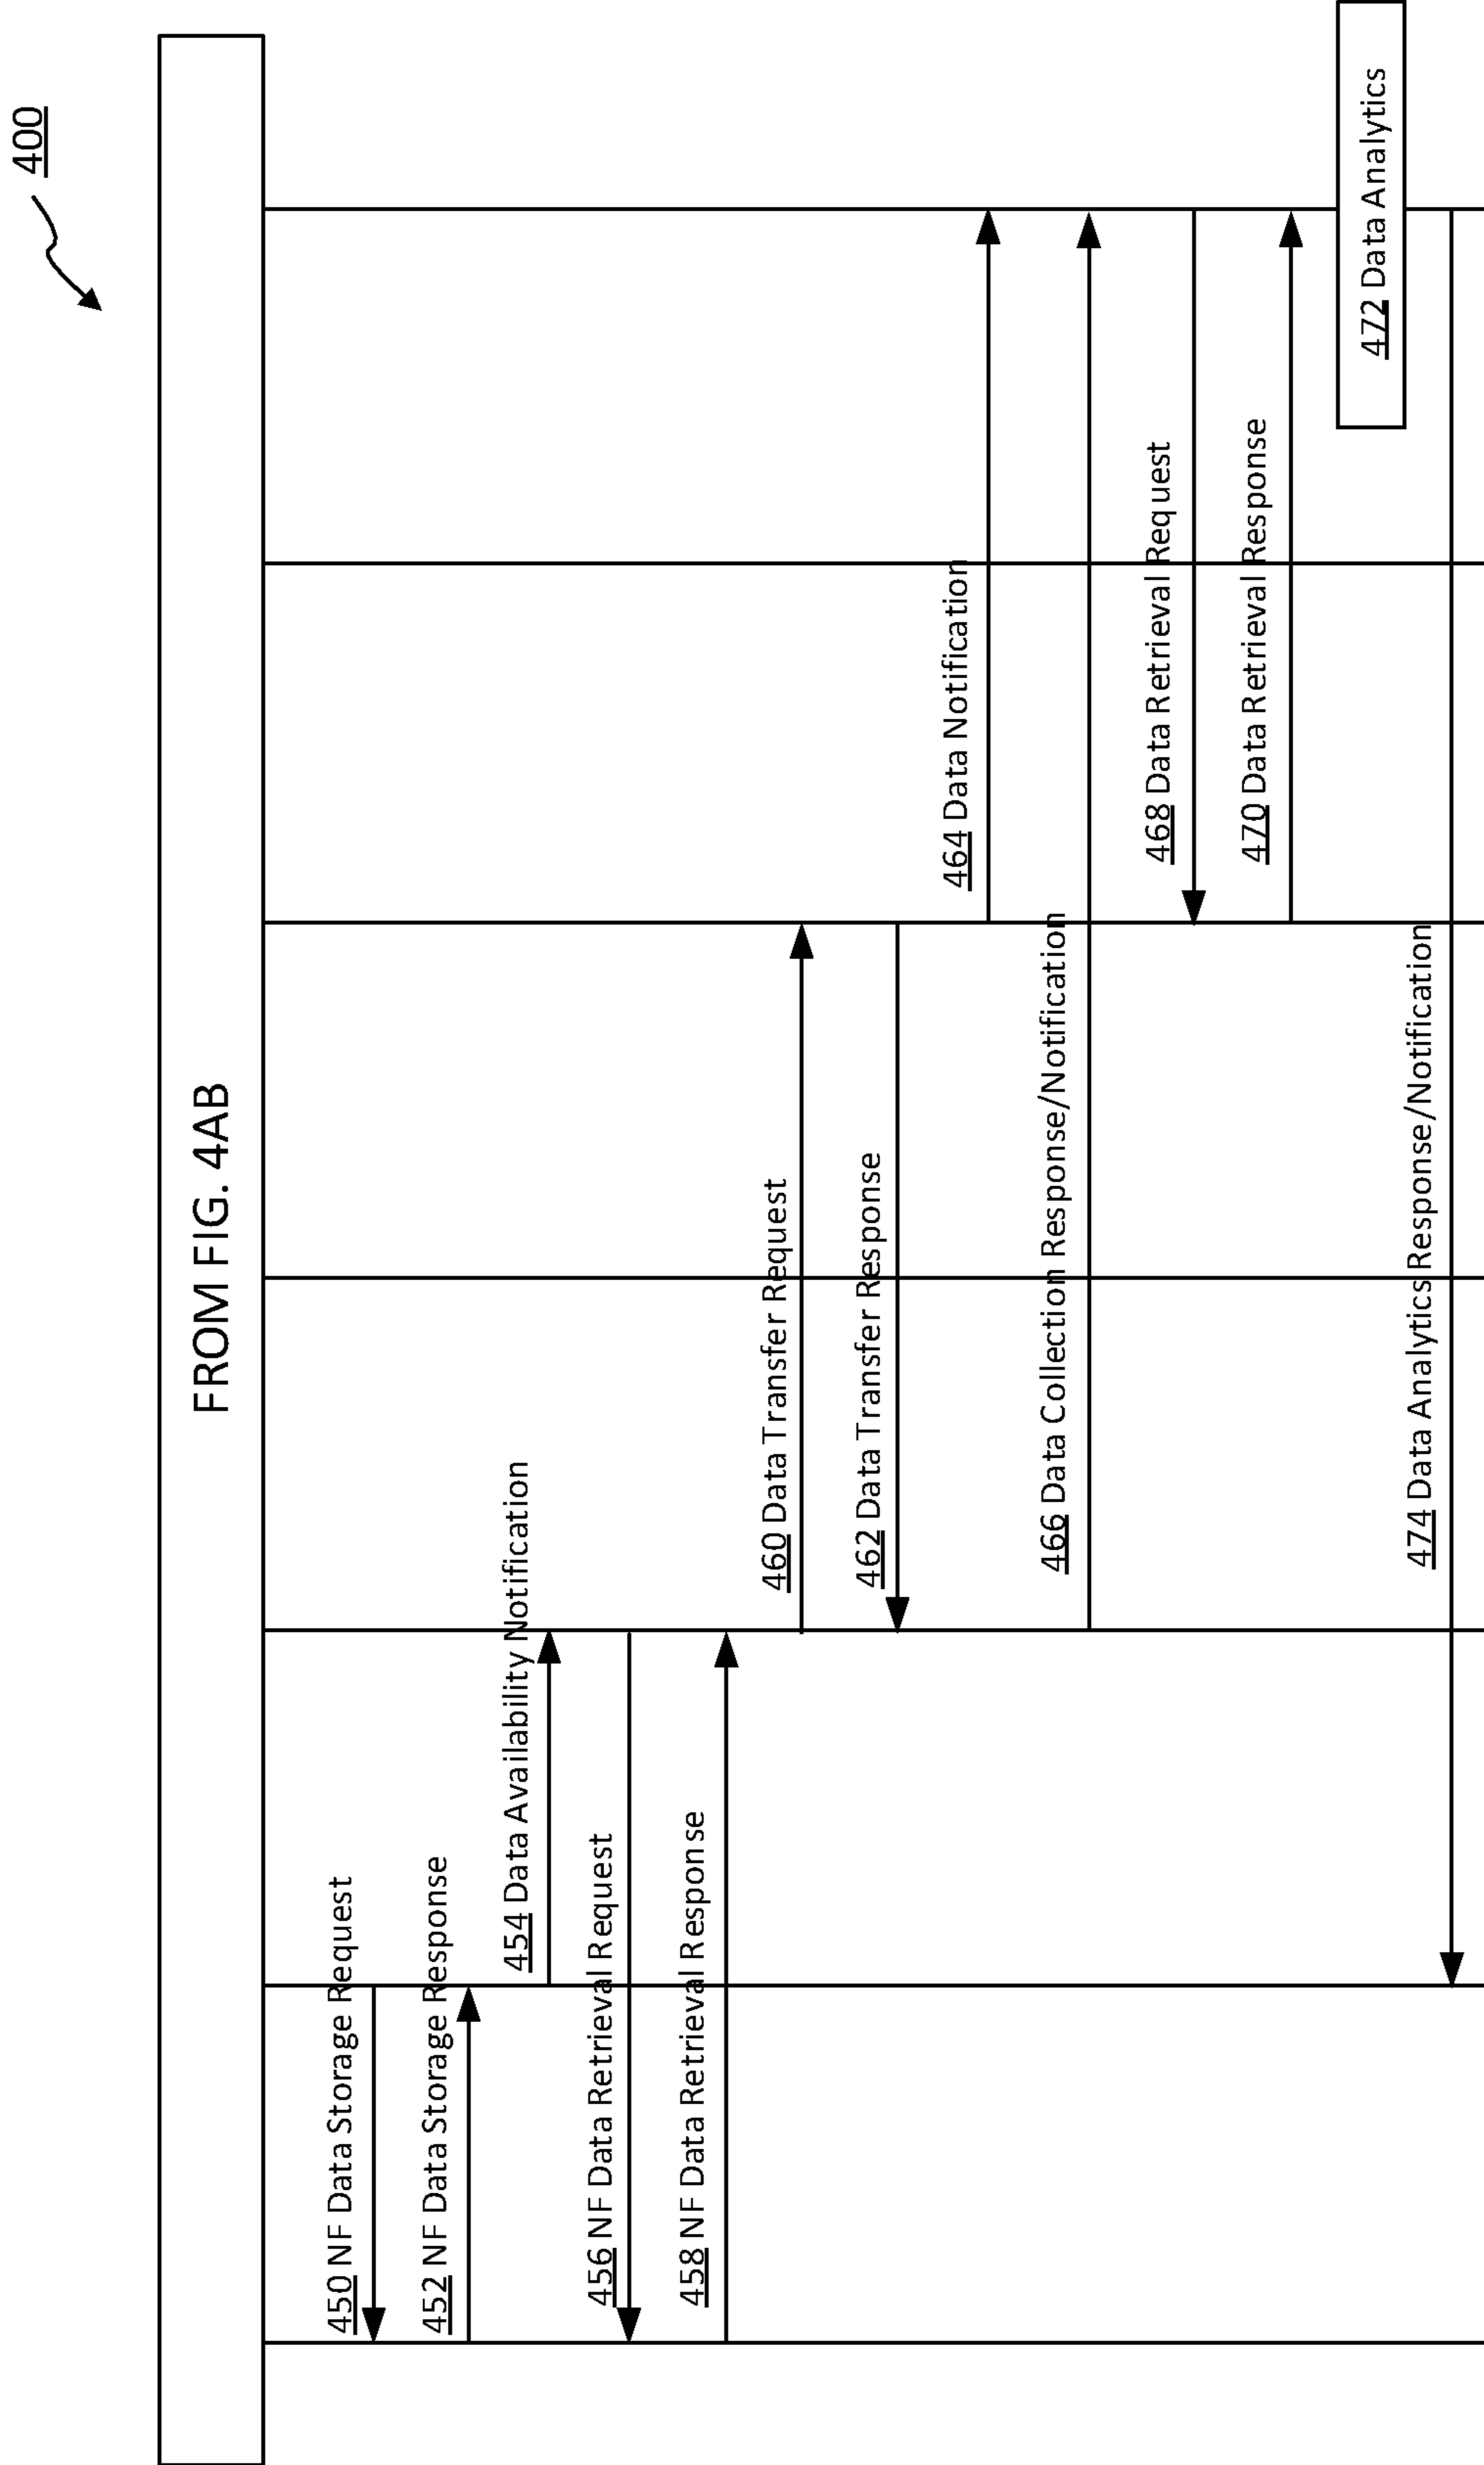 400
FROM FIG. 4AB
450 NF Data Storage Request
452 NF Data Storage Response
454 Data Availability Notification
456 NF Data Retrieval Request
458 NF Data Retrieval Response
460 Data Transfer Request
462 Data Transfer Response
464 Data Notification
466 Data Collection Response/Notification
468 Data Retrieval Request
470 Data Retrieval Response
472 Data Analytics
474 Data Analytics Response/Notification